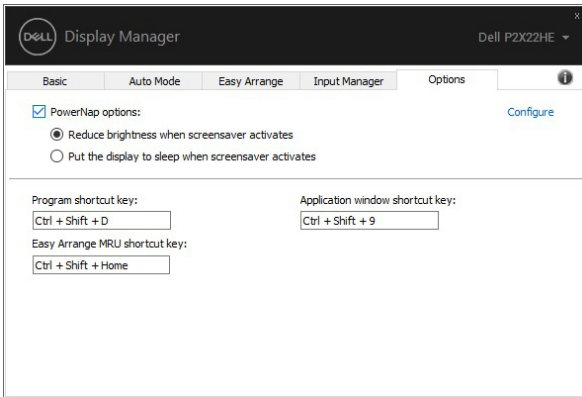 DELL Display Manager
Dell P2X22HE
x
Basic Auto Mode Easy Arrange Input Manager Options
PowerNap options:
Configure
Reduce brightness when screensaver activates
Put the display to sleep when screensaver activates
Program shortcut key:
Application window shortcut key:
Ctrl + Shift + D
Ctrl + Shift + 9
Easy Arrange MRU shortcut key:
Ctrl + Shift + Home